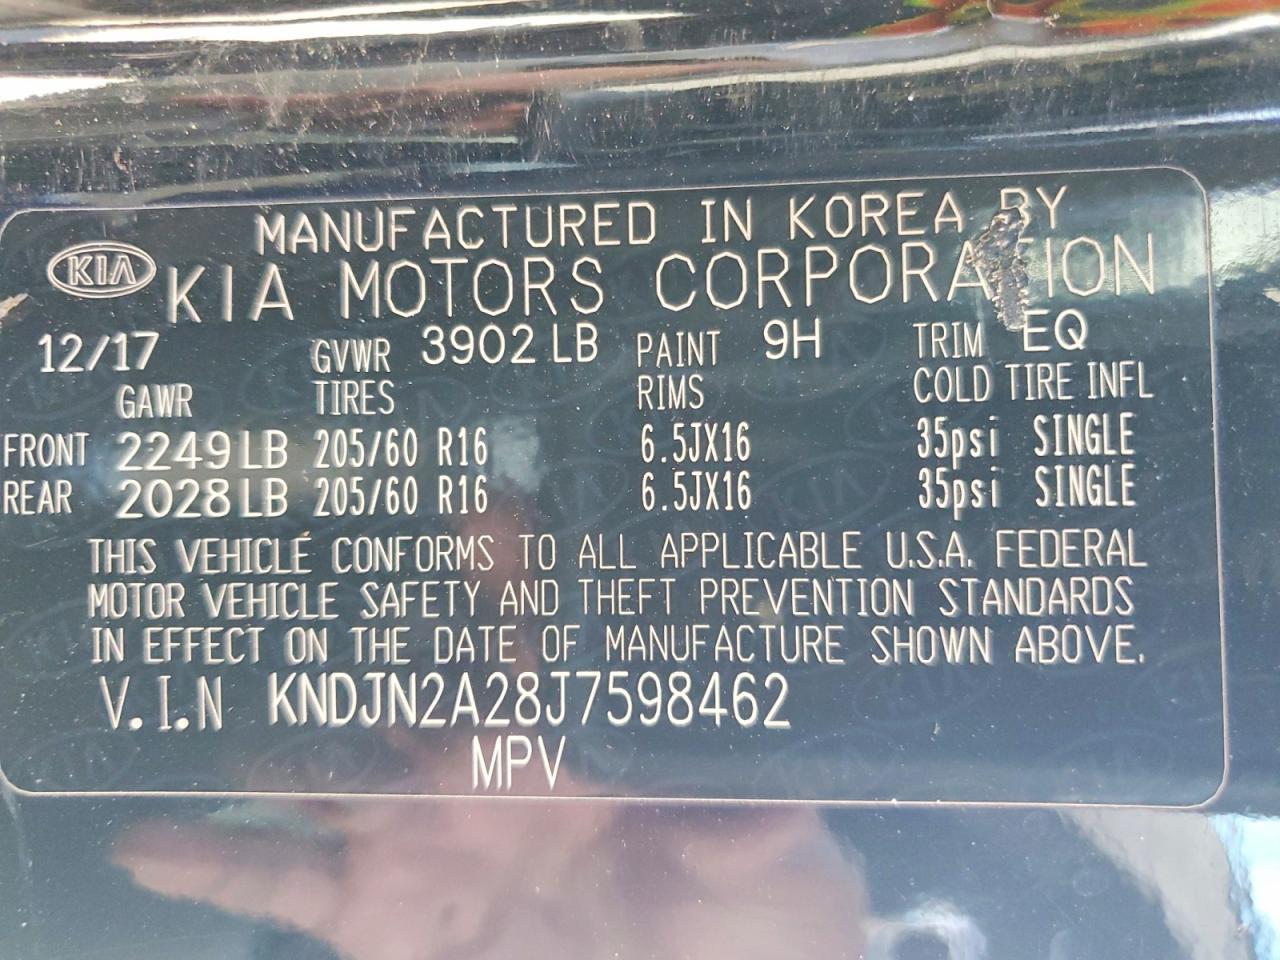 MANUFACTURED IN KOREA BY
KIA KIA MOTORS CORPORATION
12/17 GVWR 3902 LB PAINT 9H TRIM EQ
GAWR TIRES RIMS COLD TIRE INFL
FRONT 2249 LB 205/60 R16 6.5JX16 35psi SINGLE
REAR 2028 LB 205/60 R16 6.5JX16 35psi SINGLE
THIS VEHICLE CONFORMS TO ALL APPLICABLE U.S.A. FEDERAL
MOTOR VEHICLE SAFETY AND THEFT PREVENTION STANDARDS
IN EFFECT ON THE DATE OF MANUFACTURE SHOWN ABOVE.
V.I.N KNDJN2A28J7598462
MPV